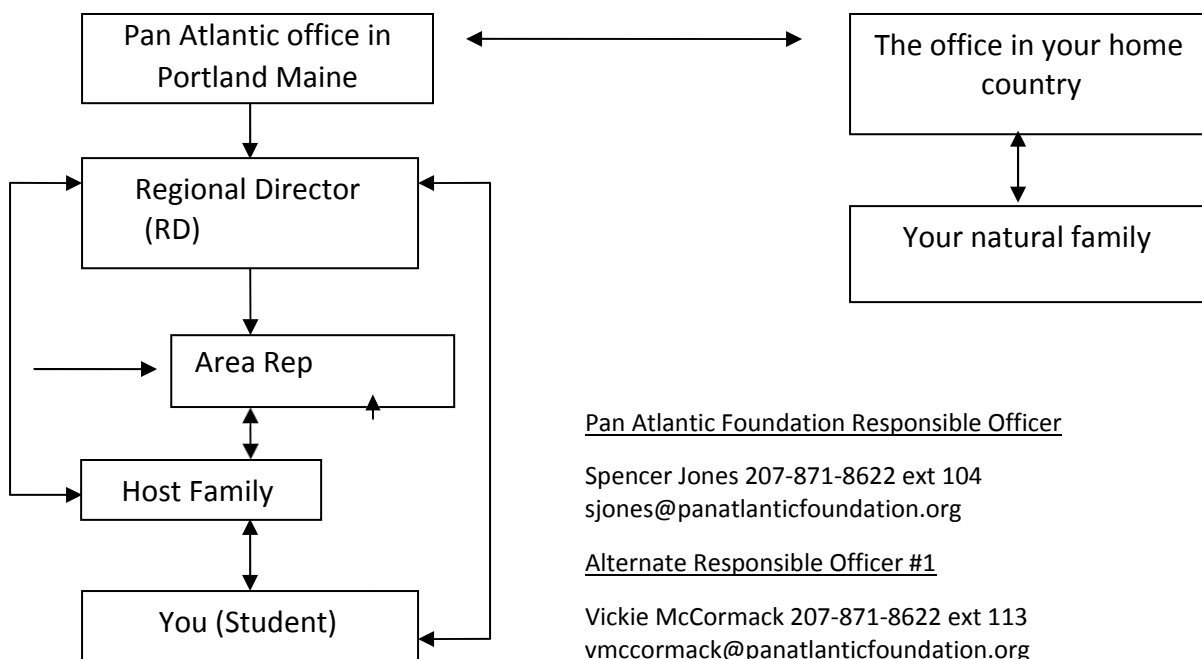 Pan Atlantic office in
Portland Maine
The office in your home
country
Regional Director
(RD)
Your natural family
Area Rep
Host Family
You (Student)
Pan Atlantic Foundation Responsible Officer
Spencer Jones 207-871-8622 ext 104
sjones@panatlanticfoundation.org
Alternate Responsible Officer #1
Vickie McCormack 207-871-8622 ext 113
vmccormack@panatlanticfoundation.org